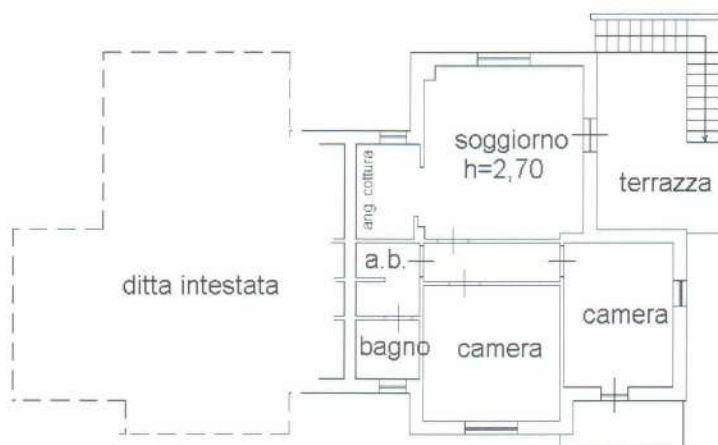 soggiorno
h=2,70
terrazza
ang. cottura
a.b.
ditta intestata
camera
bagno
camera